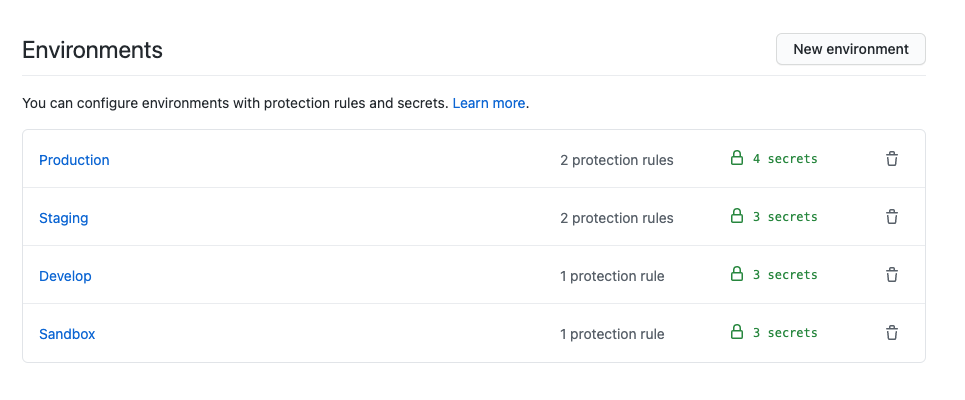 Environments
New environment
You can configure environments with protection rules and secrets. Learn more.
Production 2 protection rules 4 secrets
Staging 2 protection rules 3 secrets
Develop 1 protection rule 3 secrets
Sandbox 1 protection rule 3 secrets